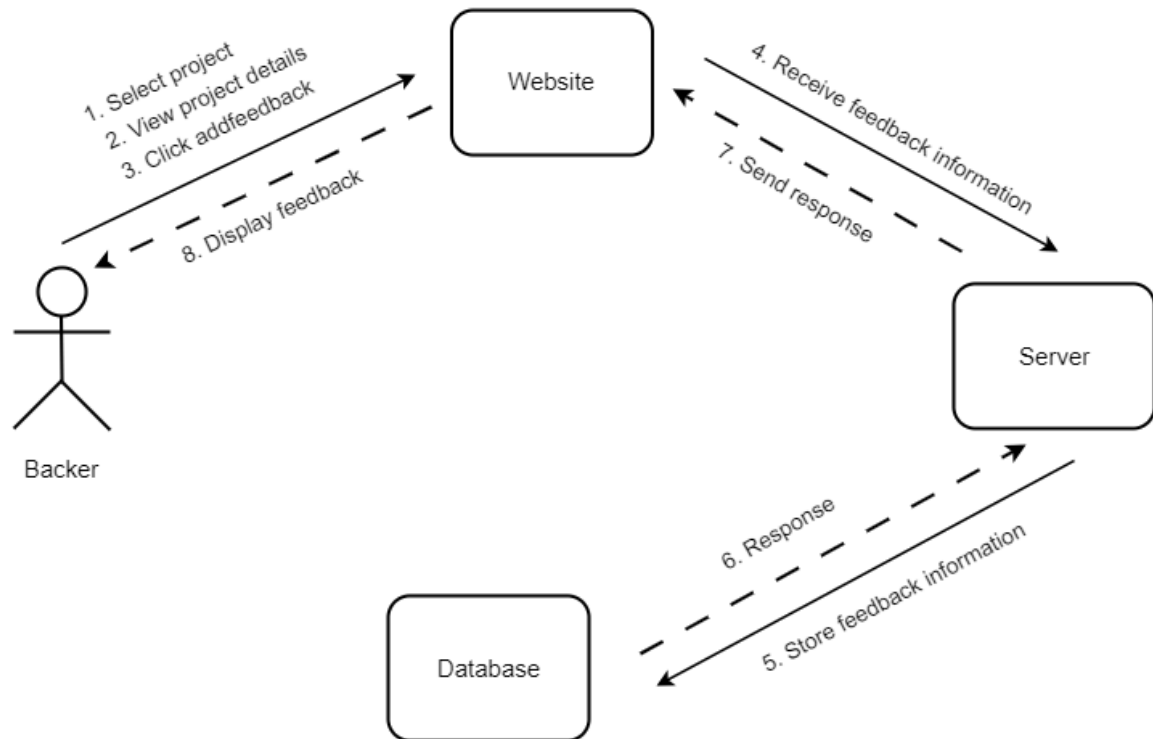 Website
1. Select project
2. View project details
3. Click addfeedback
4. Receive feedback information
7. Send response
8. Display feedback
Server
Backer
6. Response
5. Store feedback information
Database